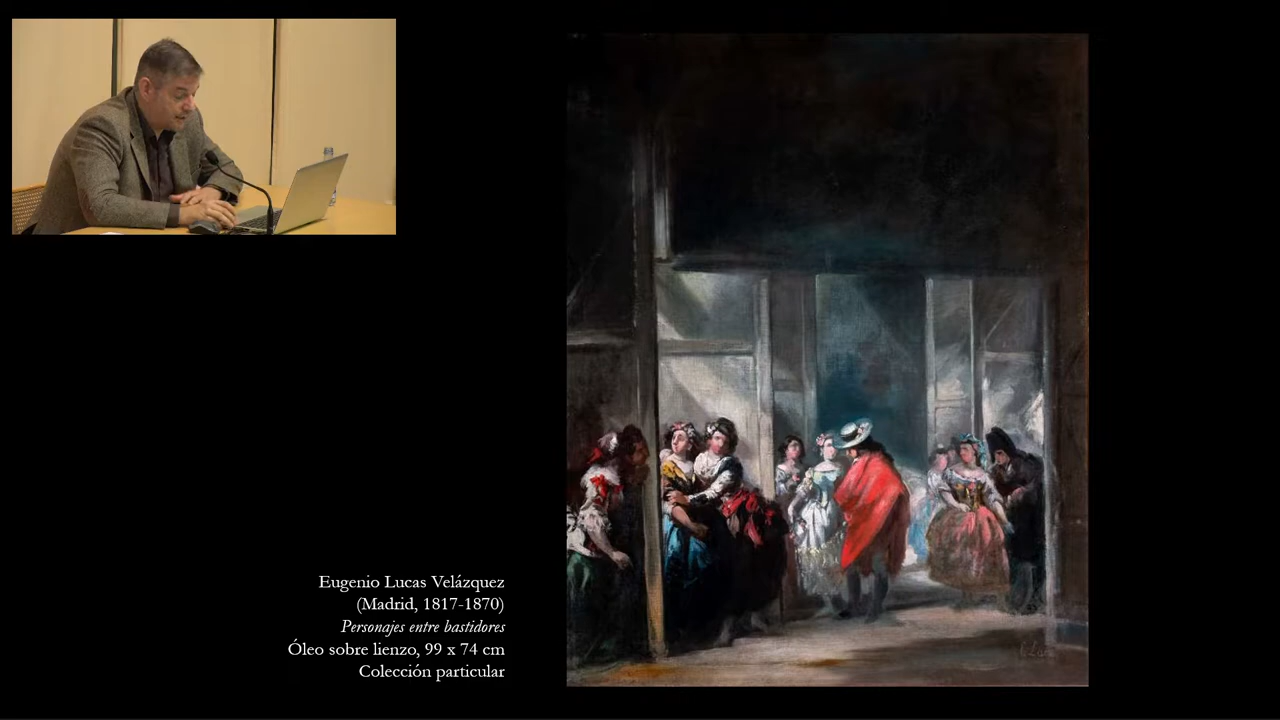 Eugenio Lucas Velázquez
(Madrid, 1817-1870)
Personajes entre bastidores
Óleo sobre lienzo, 99 x 74 cm
Colección particular